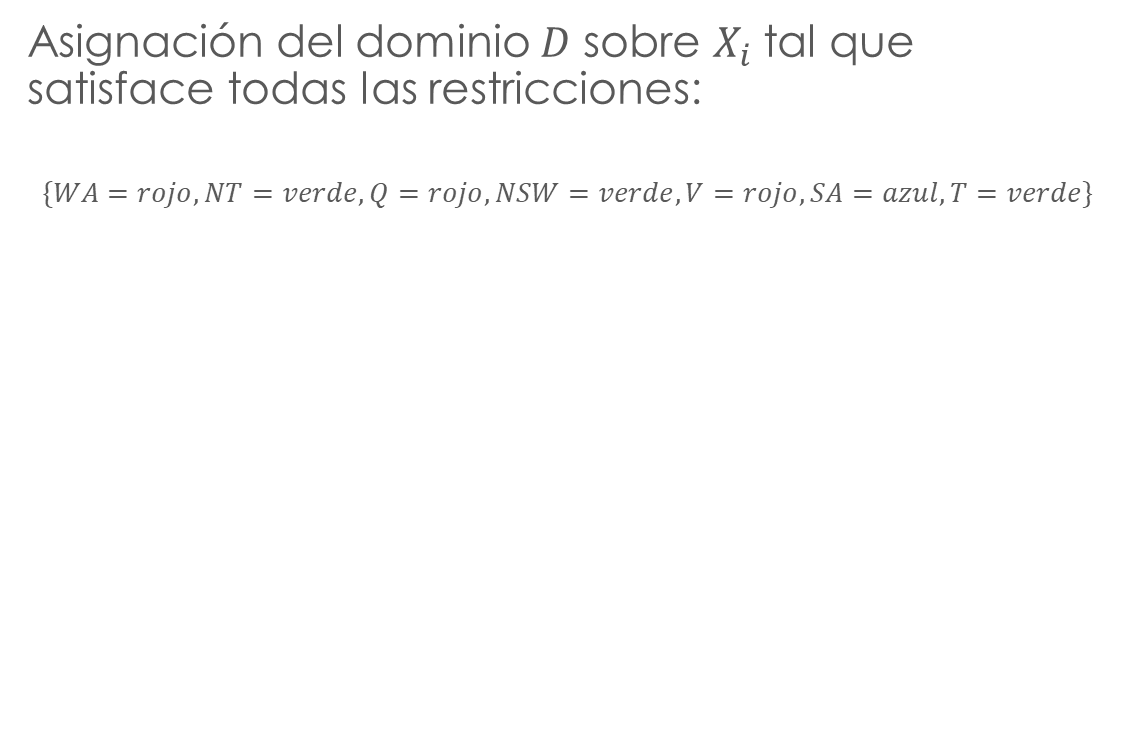 Asignación del dominio D sobre Xᵢ tal que
satisface todas las restricciones:
{WA = rojo, NT = verde, Q = rojo, NSW = verde, V = rojo, SA = azul, T = verde}